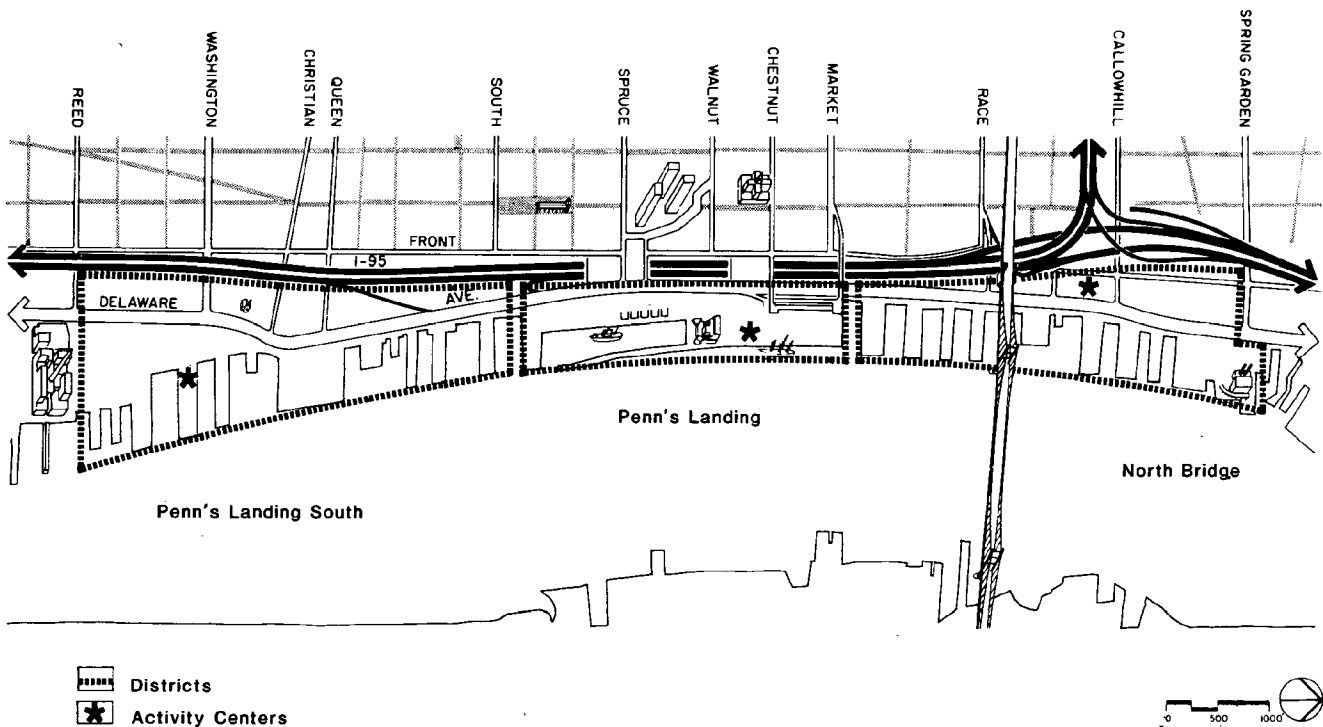 REED
WASHINGTON
CHRISTIAN
QUEEN
SOUTH
SPRUCE
WALNUT
CHESTNUT
MARKET
RACE
CALLOWHILL
SPRING GARDEN
FRONT
I-95
DELAWARE AVE.
Penn's Landing
North Bridge
Penn's Landing South
Districts
Activity Centers
0 500 1000'